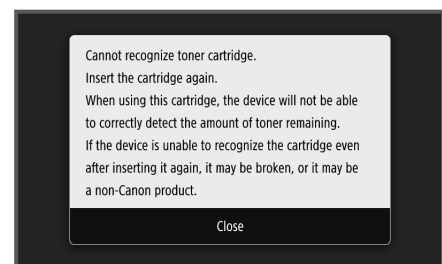 Cannot recognize toner cartridge.
Insert the cartridge again.
When using this cartridge, the device will not be able
to correctly detect the amount of toner remaining.
If the device is unable to recognize the cartridge even
after inserting it again, it may be broken, or it may be
a non-Canon product.
Close